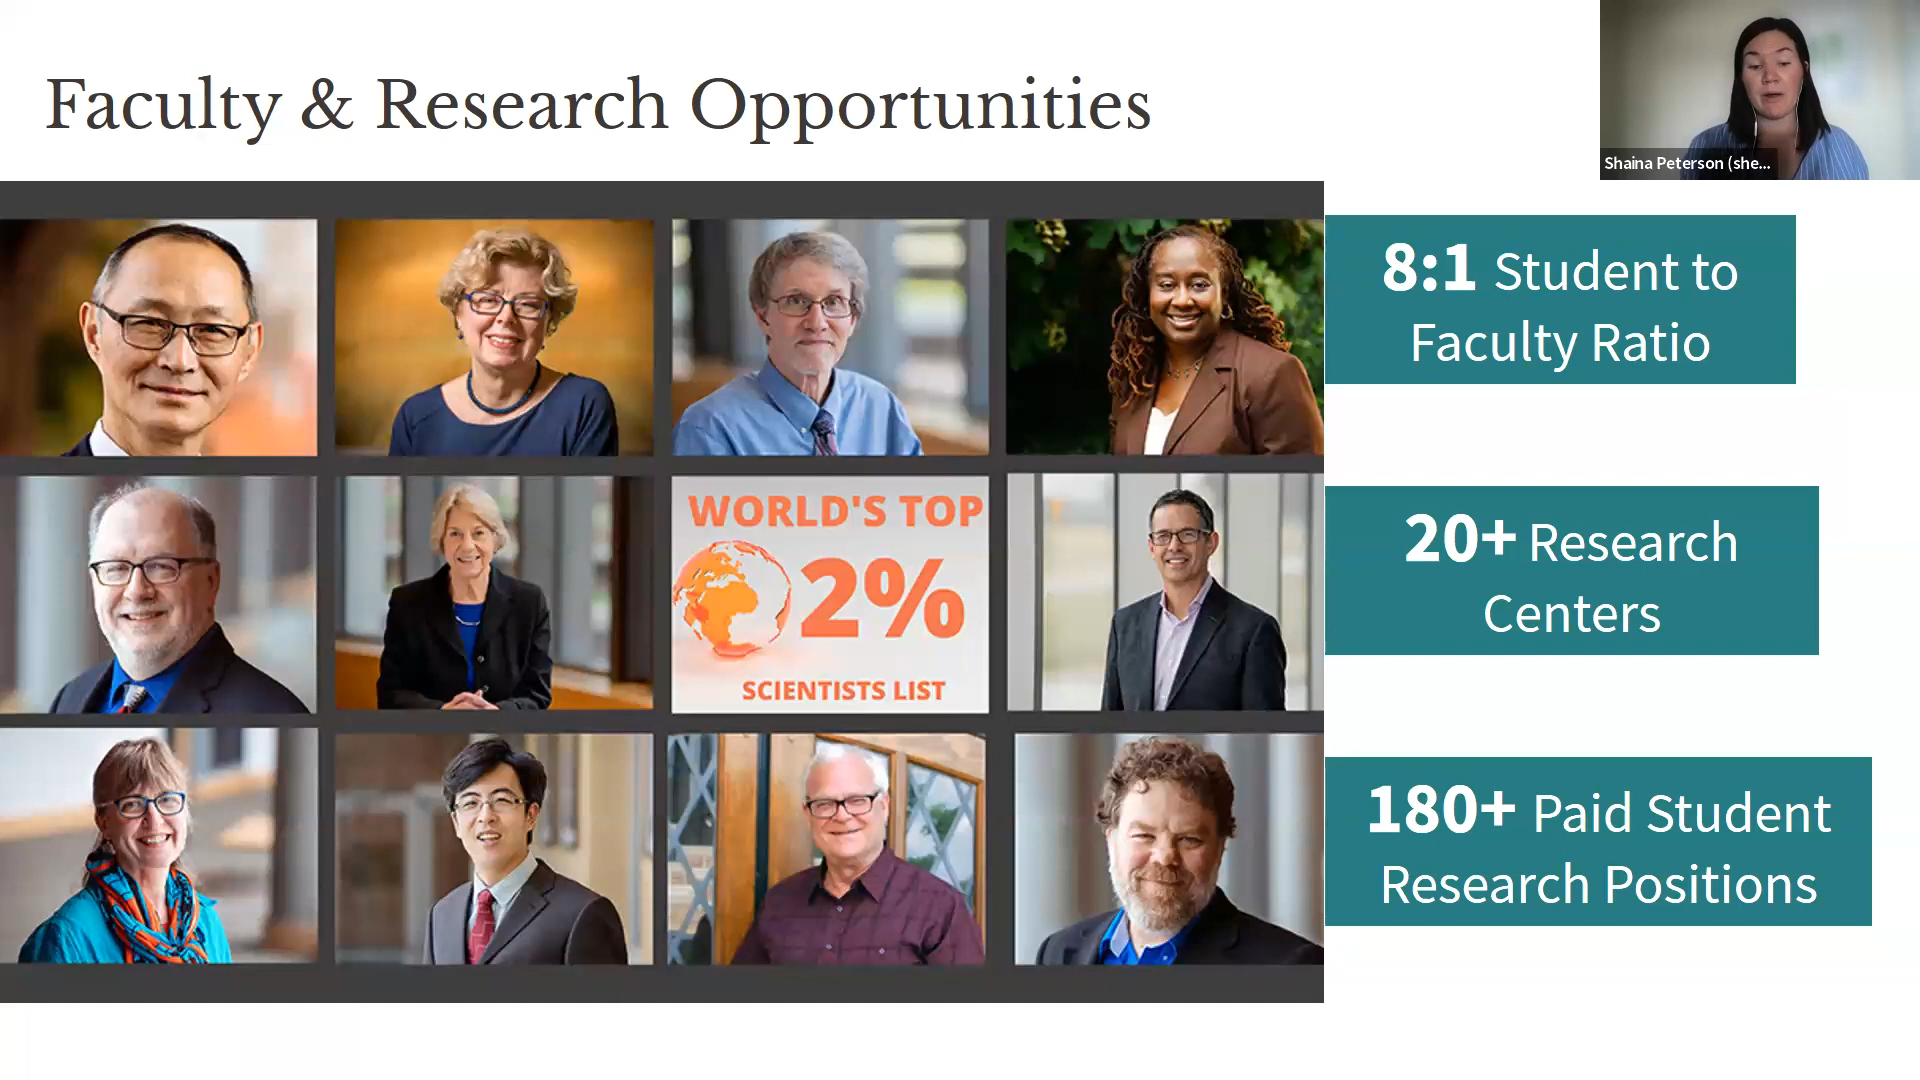 Faculty & Research Opportunities
Shaina Peterson (she...
8:1 Student to
Faculty Ratio
WORLD'S TOP
2%
SCIENTISTS LIST
20+ Research
Centers
180+ Paid Student
Research Positions